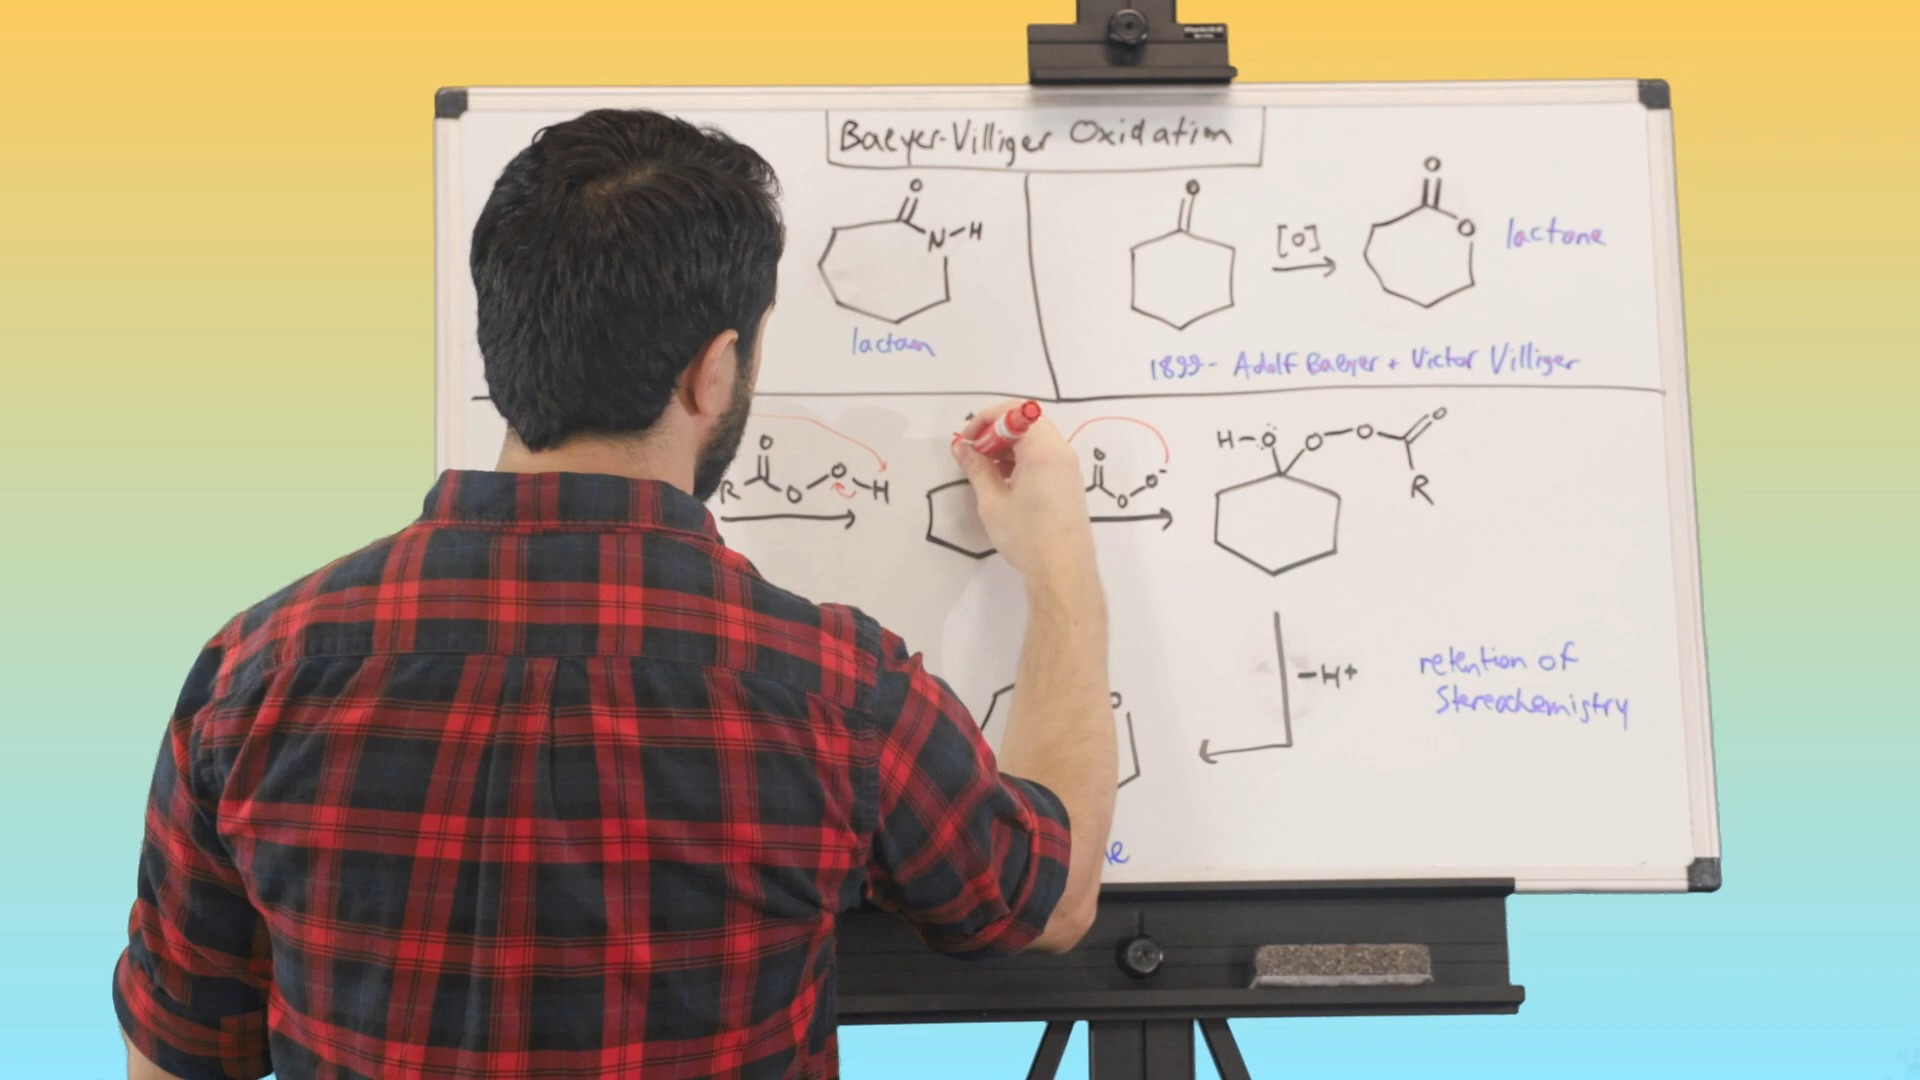 Baeyer-Villiger Oxidation
O
N-H
lactam
O
[O]
O
O
lactone
1899- Adolf Baeyer + Victor Villiger
O
R
O
O
H
O
O
O-
H-O
O
O
O
R
-H+
retention of
Stereochemistry
O